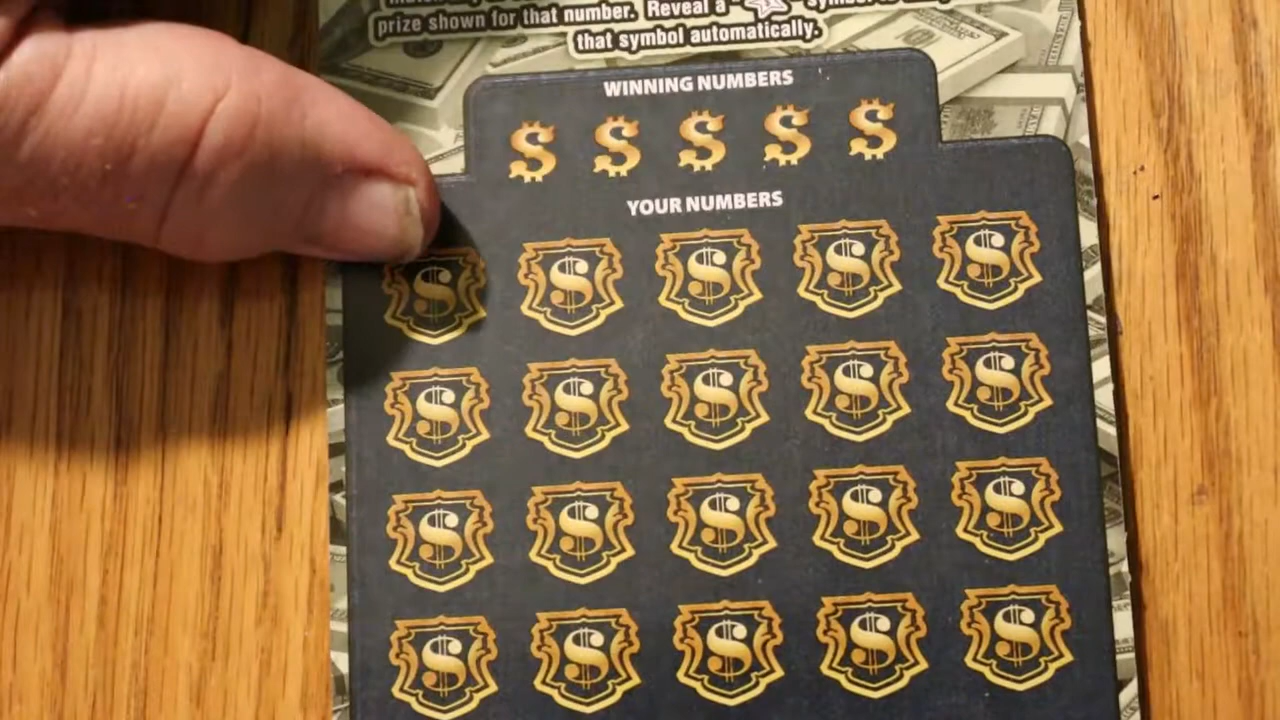 prize shown for that number. Reveal a
that symbol automatically.
WINNING NUMBERS
$ $ $ $ $
YOUR NUMBERS
$ $ $ $ $
$ $ $ $ $
$ $ $ $ $
$ $ $ $ $